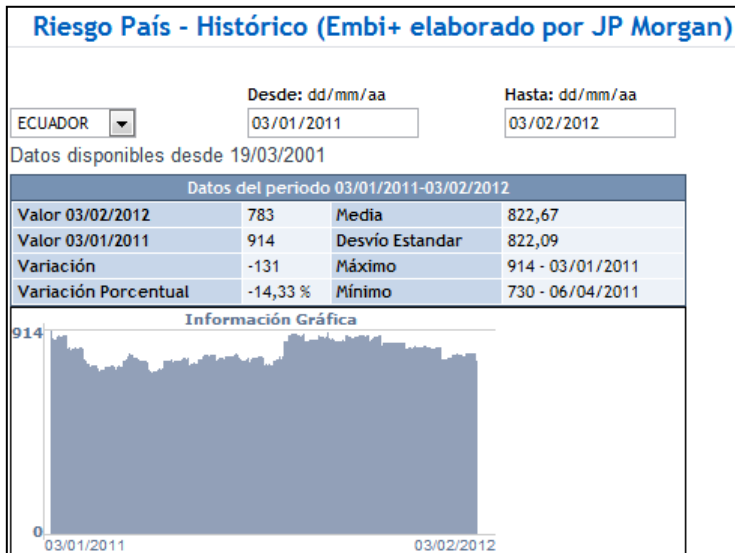 Riesgo País - Histórico (Embi+ elaborado por JP Morgan)
Desde: dd/mm/aa Hasta: dd/mm/aa
ECUADOR 03/01/2011 03/02/2012
Datos disponibles desde 19/03/2001
Datos del periodo 03/01/2011-03/02/2012
Valor 03/02/2012 783 Media 822,67
Valor 03/01/2011 914 Desvío Estandar 822,09
Variación -131 Máximo 914 - 03/01/2011
Variación Porcentual -14,33 % Mínimo 730 - 06/04/2011
Información Gráfica
914
0
03/01/2011 03/02/2012